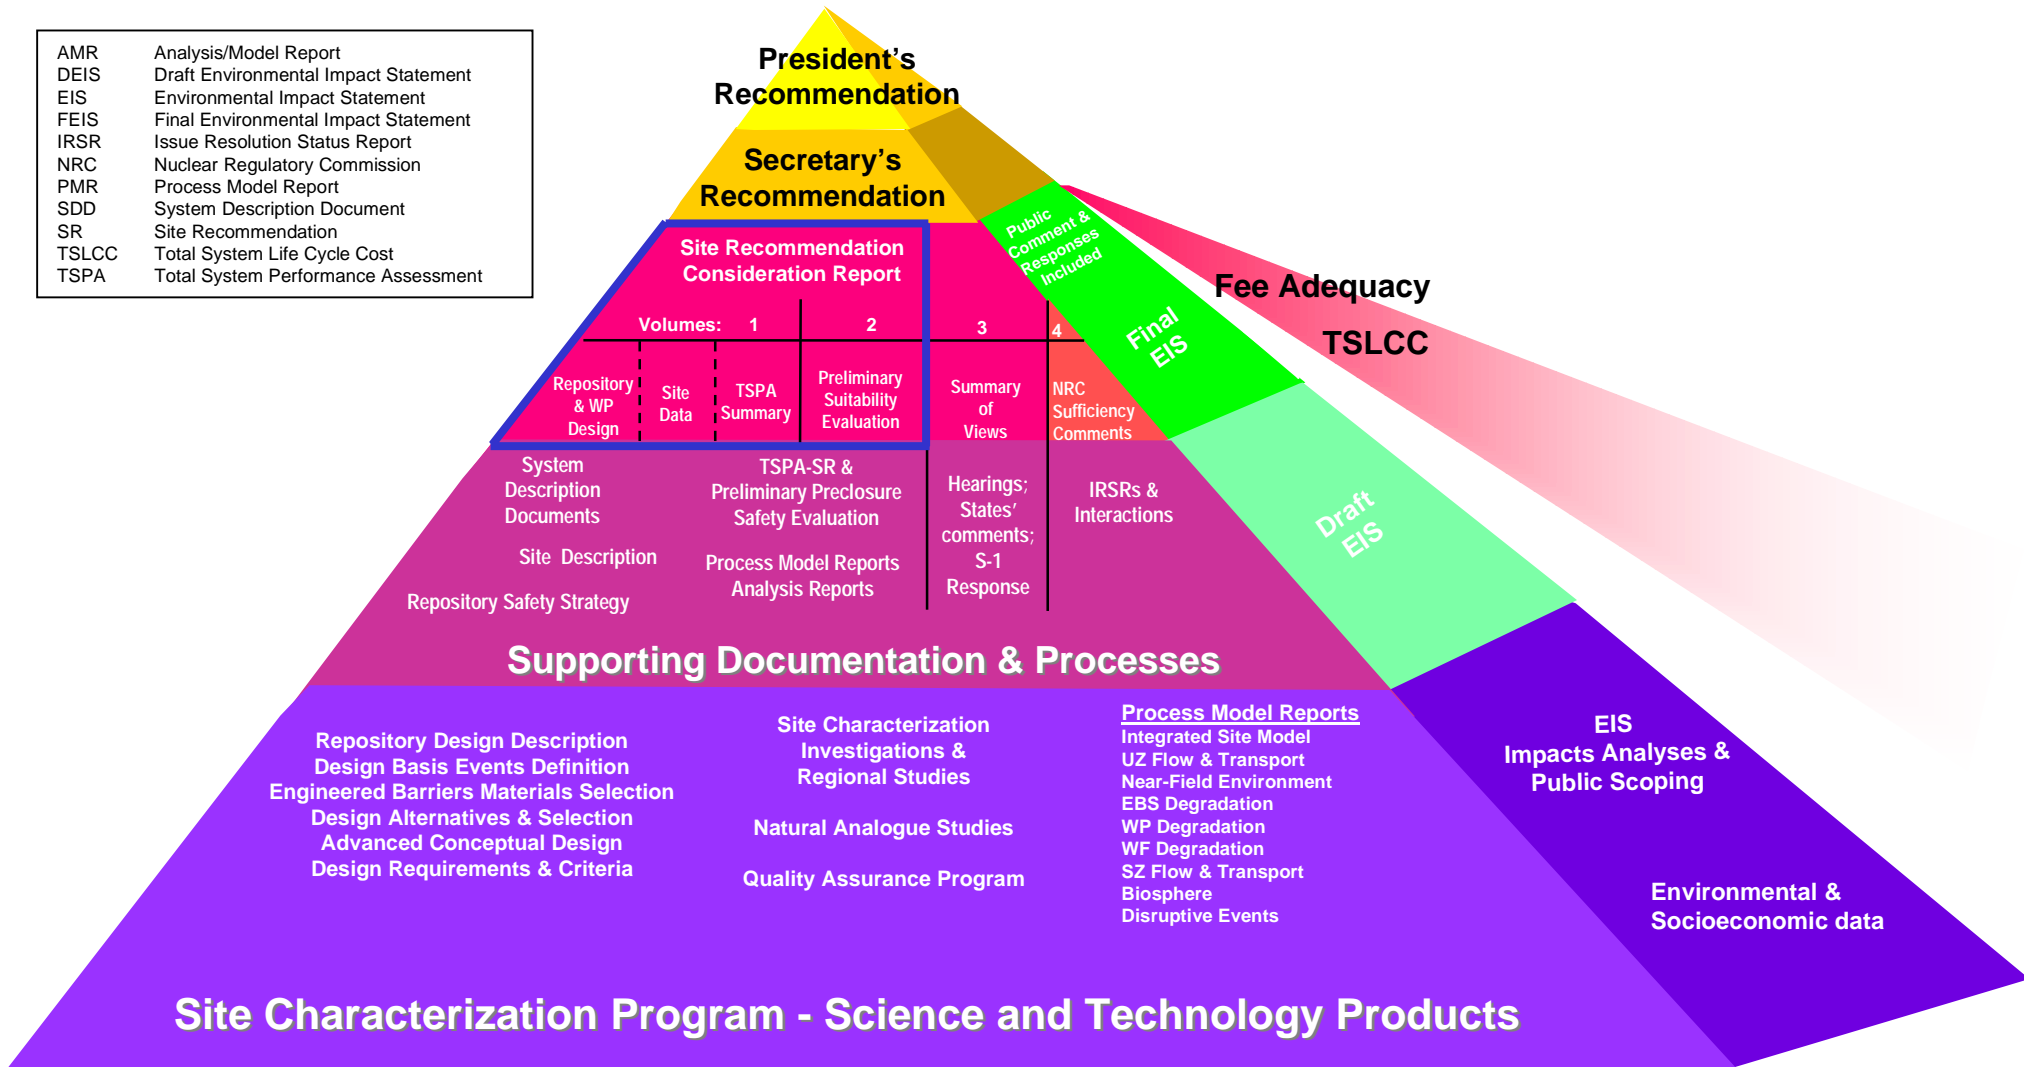 AMR Analysis/Model Report
DEIS Draft Environmental Impact Statement
EIS Environmental Impact Statement
FEIS Final Environmental Impact Statement
IRSR Issue Resolution Status Report
NRC Nuclear Regulatory Commission
PMR Process Model Report
SDD System Description Document
SR Site Recommendation
TSLCC Total System Life Cycle Cost
TSPA Total System Performance Assessment
President's
Recommendation
Secretary's
Recommendation
Site Recommendation
Consideration Report
Volumes: 1 2 3 4
Repository
& WP
Design
Site
Data
TSPA
Summary
Preliminary
Suitability
Evaluation
Summary
of
Views
NRC
Sufficiency
Comments
Public
Comment &
Responses
Included
Final
EIS
Draft
EIS
Fee Adequacy
TSLCC
System
Description
Documents
Site Description
Repository Safety Strategy
TSPA-SR &
Preliminary Preclosure
Safety Evaluation
Process Model Reports
Analysis Reports
Hearings;
States'
comments;
S-1
Response
IRSRs &
Interactions
Supporting Documentation & Processes
Repository Design Description
Design Basis Events Definition
Engineered Barriers Materials Selection
Design Alternatives & Selection
Advanced Conceptual Design
Design Requirements & Criteria
Site Characterization
Investigations &
Regional Studies
Natural Analogue Studies
Quality Assurance Program
Process Model Reports
Integrated Site Model
UZ Flow & Transport
Near-Field Environment
EBS Degradation
WP Degradation
WF Degradation
SZ Flow & Transport
Biosphere
Disruptive Events
EIS
Impacts Analyses &
Public Scoping
Environmental &
Socioeconomic data
Site Characterization Program - Science and Technology Products